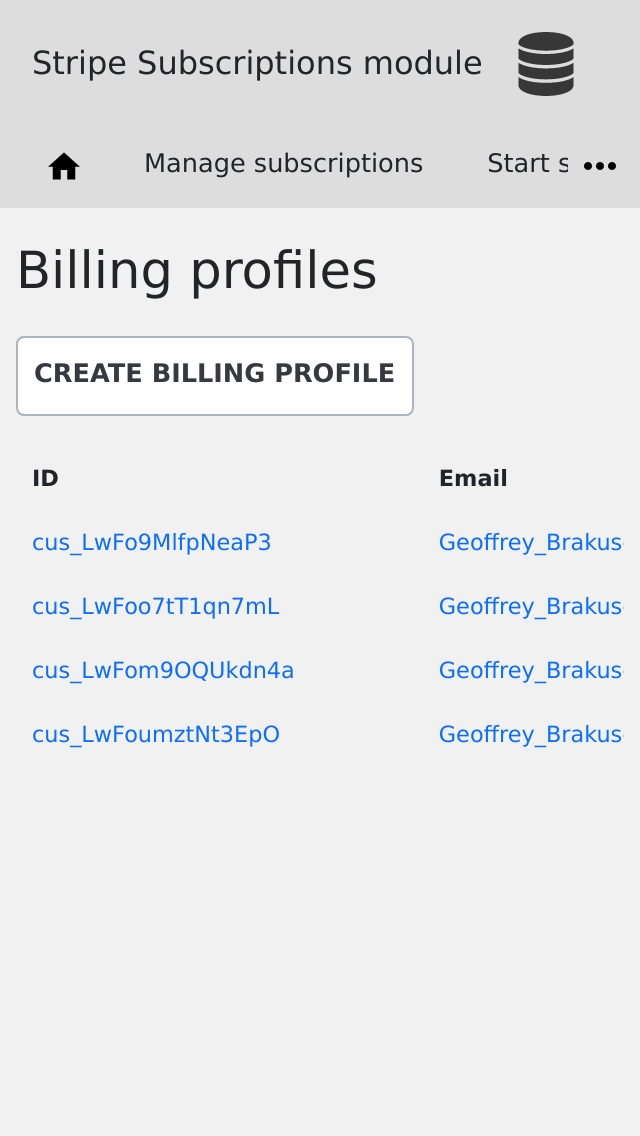 Stripe Subscriptions module
Manage subscriptions Start s
Billing profiles
CREATE BILLING PROFILE
ID Email
cus_LwFo9MlfpNeaP3 Geoffrey_Brakus
cus_LwFoo7tT1qn7mL Geoffrey_Brakus
cus_LwFom9OQUkdn4a Geoffrey_Brakus
cus_LwFoumztNt3EpO Geoffrey_Brakus